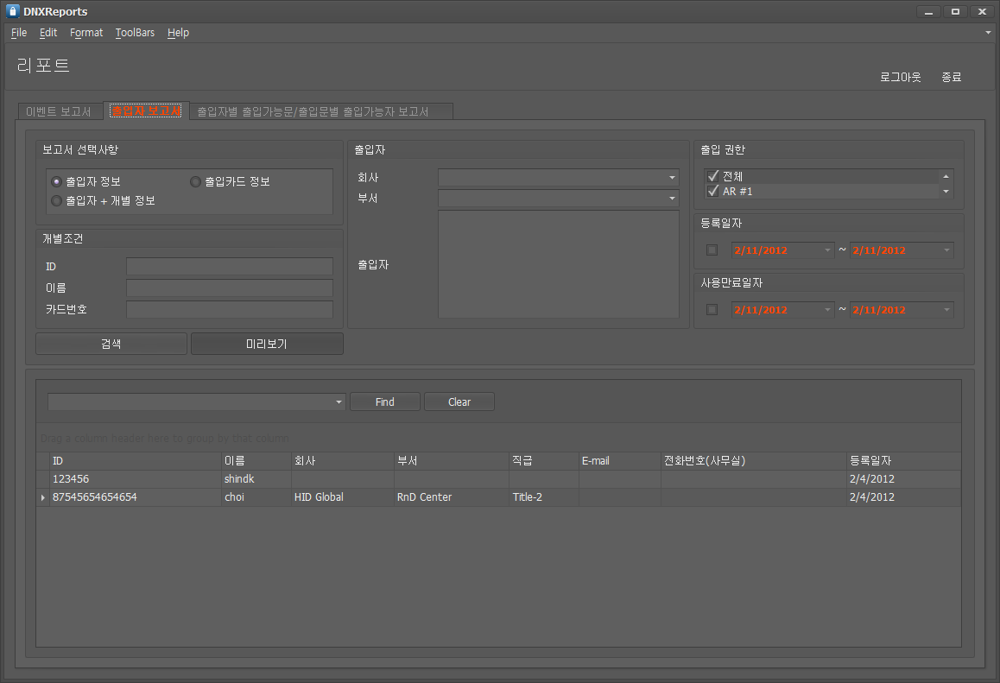 DNXReports
File Edit Format ToolBars Help
리포트
로그아웃 종료
이벤트 보고서 출입자 보고서 출입자별 출입가능문/출입문별 출입가능자 보고서
보고서 선택사항
출입자 정보 출입카드 정보
출입자 + 개별 정보
개별조건
ID
이름
카드번호
검색 미리보기
출입자
회사
부서
출입자
출입 권한
전체
AR #1
등록일자
2/11/2012 ~ 2/11/2012
사용만료일자
2/11/2012 ~ 2/11/2012
Find Clear
Drag a column header here to group by that column
ID 이름 회사 부서 직급 E-mail 전화번호(사무실) 등록일자
123456 shindk 2/4/2012
87545654654654 choi HID Global RnD Center Title-2 2/4/2012